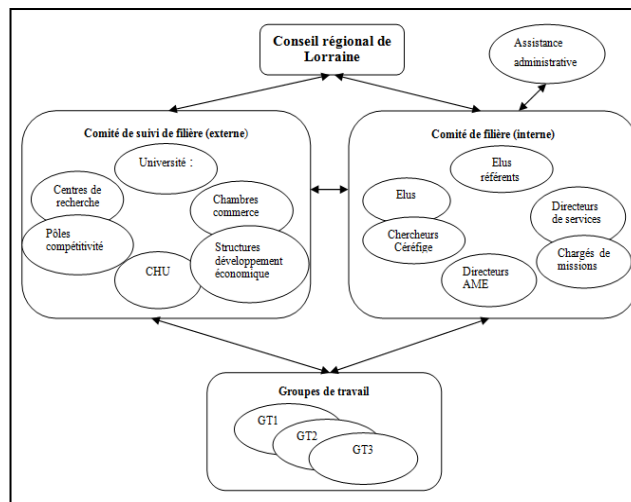 Conseil régional de
Lorraine
Assistance
administrative
Comité de suivi de filière (externe)
Université :
Centres de
recherche
Chambres
commerce
Pôles
compétitivité
Structures
développement
économique
CHU
Comité de filière (interne)
Elus
référents
Elus
Directeurs
de services
Chercheurs
Céréfige
Chargés de
missions
Directeurs
AME
Groupes de travail
GT1
GT2
GT3